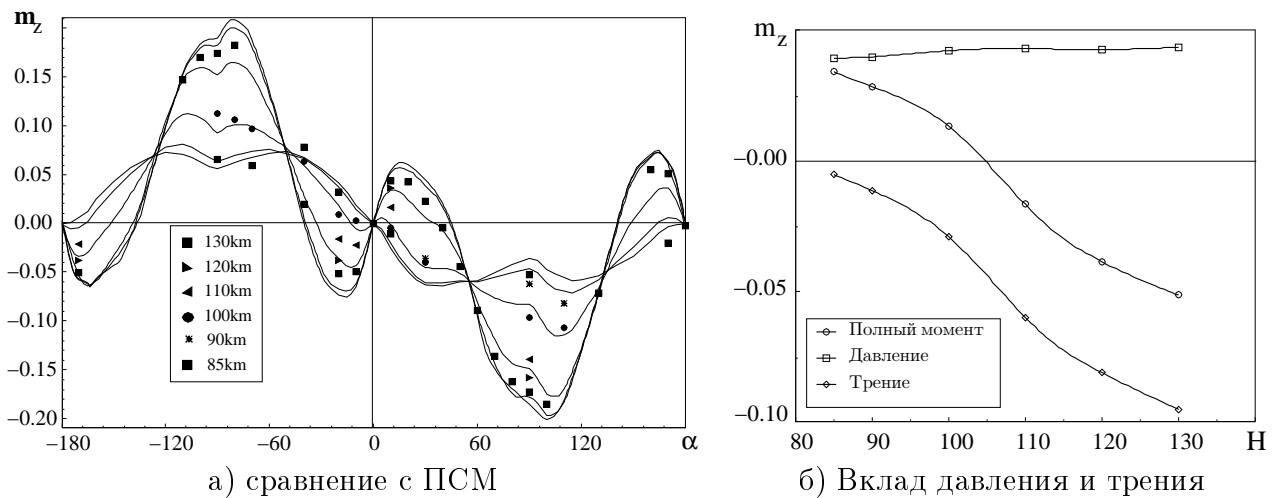 m_z
0.15
0.10
0.05
0.00
−0.05
−0.10
−0.15
−0.20
−180 −120 −60 0 60 120 α
130km
120km
110km
100km
90km
85km
а) сравнение с ПСМ
m_z
−0.00
−0.05
−0.10
80 90 100 110 120 130 H
Полный момент
Давление
Трение
б) Вклад давления и трения